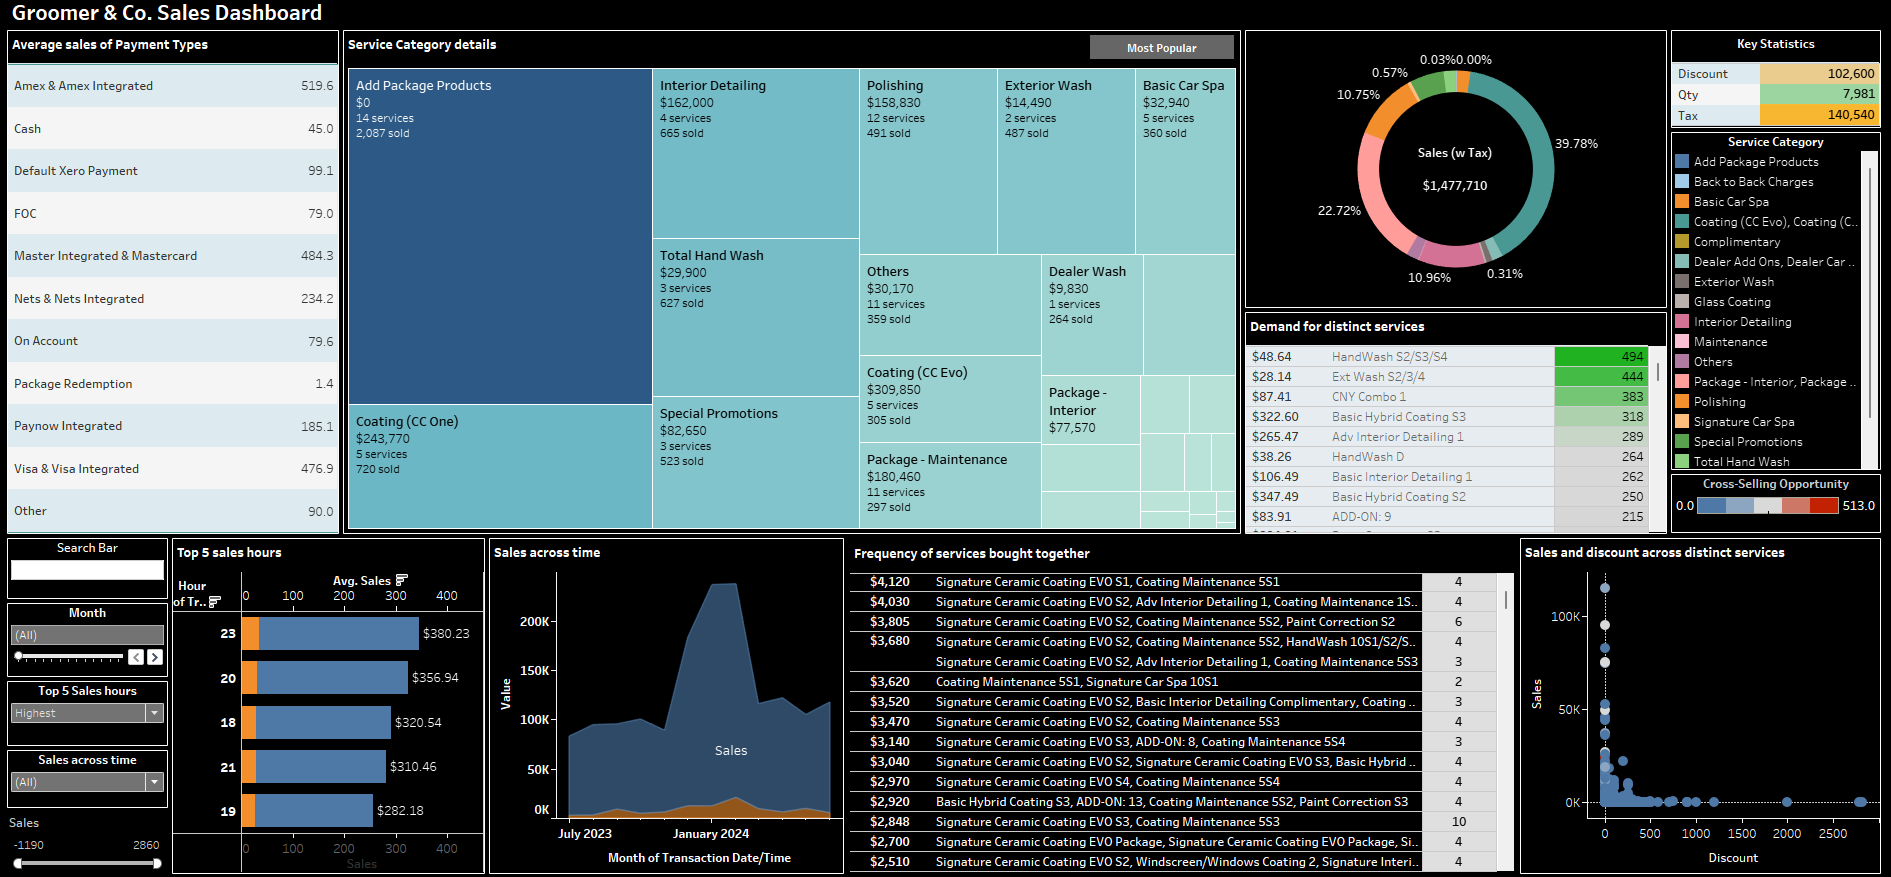 Groomer & Co. Sales Dashboard
Average sales of Payment Types
Amex & Amex Integrated 519.6
Cash 45.0
Default Xero Payment 99.1
FOC 79.0
Master Integrated & Mastercard 484.3
Nets & Nets Integrated 234.2
On Account 79.6
Package Redemption 1.4
Paynow Integrated 185.1
Visa & Visa Integrated 476.9
Other 90.0
Service Category details
Most Popular
Add Package Products
$0
14 services
2,087 sold
Coating (CC One)
$243,770
5 services
720 sold
Interior Detailing
$162,000
4 services
665 sold
Total Hand Wash
$29,900
3 services
627 sold
Special Promotions
$82,650
3 services
523 sold
Polishing
$158,830
12 services
491 sold
Exterior Wash
$14,490
2 services
487 sold
Basic Car Spa
$32,940
5 services
360 sold
Others
$30,170
11 services
359 sold
Coating (CC Evo)
$309,850
5 services
305 sold
Package - Maintenance
$180,460
11 services
297 sold
Dealer Wash
$9,830
1 services
264 sold
Package -
Interior
$77,570
0.03% 0.00%
0.57%
10.75%
39.78%
22.72%
10.96%
0.31%
Sales (w Tax)
$1,477,710
Key Statistics
Discount 102,600
Qty 7,981
Tax 140,540
Service Category
Add Package Products
Back to Back Charges
Basic Car Spa
Coating (CC Evo), Coating (C..
Complimentary
Dealer Add Ons, Dealer Car ..
Exterior Wash
Glass Coating
Interior Detailing
Maintenance
Others
Package - Interior, Package ..
Polishing
Signature Car Spa
Special Promotions
Total Hand Wash
Cross-Selling Opportunity
0.0 513.0
Demand for distinct services
$48.64 HandWash S2/S3/S4 494
$28.14 Ext Wash S2/3/4 444
$87.41 CNY Combo 1 383
$322.60 Basic Hybrid Coating S3 318
$265.47 Adv Interior Detailing 1 289
$38.26 HandWash D 264
$106.49 Basic Interior Detailing 1 262
$347.49 Basic Hybrid Coating S2 250
$83.91 ADD-ON: 9 215
Search Bar
Month
(All)
Top 5 Sales hours
Highest
Sales across time
(All)
Sales
-1190 2860
Top 5 sales hours
Hour
of Tr..
Avg. Sales
0 100 200 300 400
23 $380.23
20 $356.94
18 $320.54
21 $310.46
19 $282.18
0 100 200 300 400
Sales
Sales across time
200K
150K
100K
50K
0K
Value
Sales
July 2023 January 2024
Month of Transaction Date/Time
Frequency of services bought together
$4,120 Signature Ceramic Coating EVO S1, Coating Maintenance 5S1 4
$4,030 Signature Ceramic Coating EVO S2, Adv Interior Detailing 1, Coating Maintenance 1S.. 4
$3,805 Signature Ceramic Coating EVO S2, Coating Maintenance 5S2, Paint Correction S2 6
$3,680 Signature Ceramic Coating EVO S2, Coating Maintenance 5S2, HandWash 10S1/S2/S.. 4
Signature Ceramic Coating EVO S2, Adv Interior Detailing 1, Coating Maintenance 5S3 3
$3,620 Coating Maintenance 5S1, Signature Car Spa 10S1 2
$3,520 Signature Ceramic Coating EVO S2, Basic Interior Detailing Complimentary, Coating .. 3
$3,470 Signature Ceramic Coating EVO S2, Coating Maintenance 5S3 4
$3,140 Signature Ceramic Coating EVO S3, ADD-ON: 8, Coating Maintenance 5S4 3
$3,040 Signature Ceramic Coating EVO S2, Signature Ceramic Coating EVO S3, Basic Hybrid .. 4
$2,970 Signature Ceramic Coating EVO S4, Coating Maintenance 5S4 4
$2,920 Basic Hybrid Coating S3, ADD-ON: 13, Coating Maintenance 5S2, Paint Correction S3 4
$2,848 Signature Ceramic Coating EVO S3, Coating Maintenance 5S3 10
$2,700 Signature Ceramic Coating EVO Package, Signature Ceramic Coating EVO Package, Si.. 4
$2,510 Signature Ceramic Coating EVO S2, Windscreen/Windows Coating 2, Signature Interi.. 4
Sales and discount across distinct services
100K
50K
0K
Sales
0 500 1000 1500 2000 2500
Discount